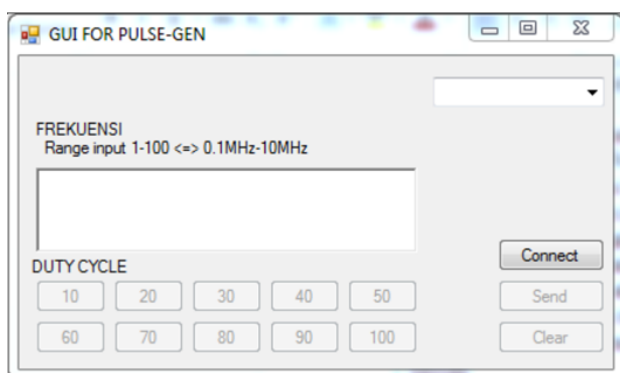 GUI FOR PULSE-GEN
FREKUENSI
Range input 1-100 <=> 0.1MHz-10MHz
Connect
DUTY CYCLE
10 20 30 40 50 Send
60 70 80 90 100 Clear